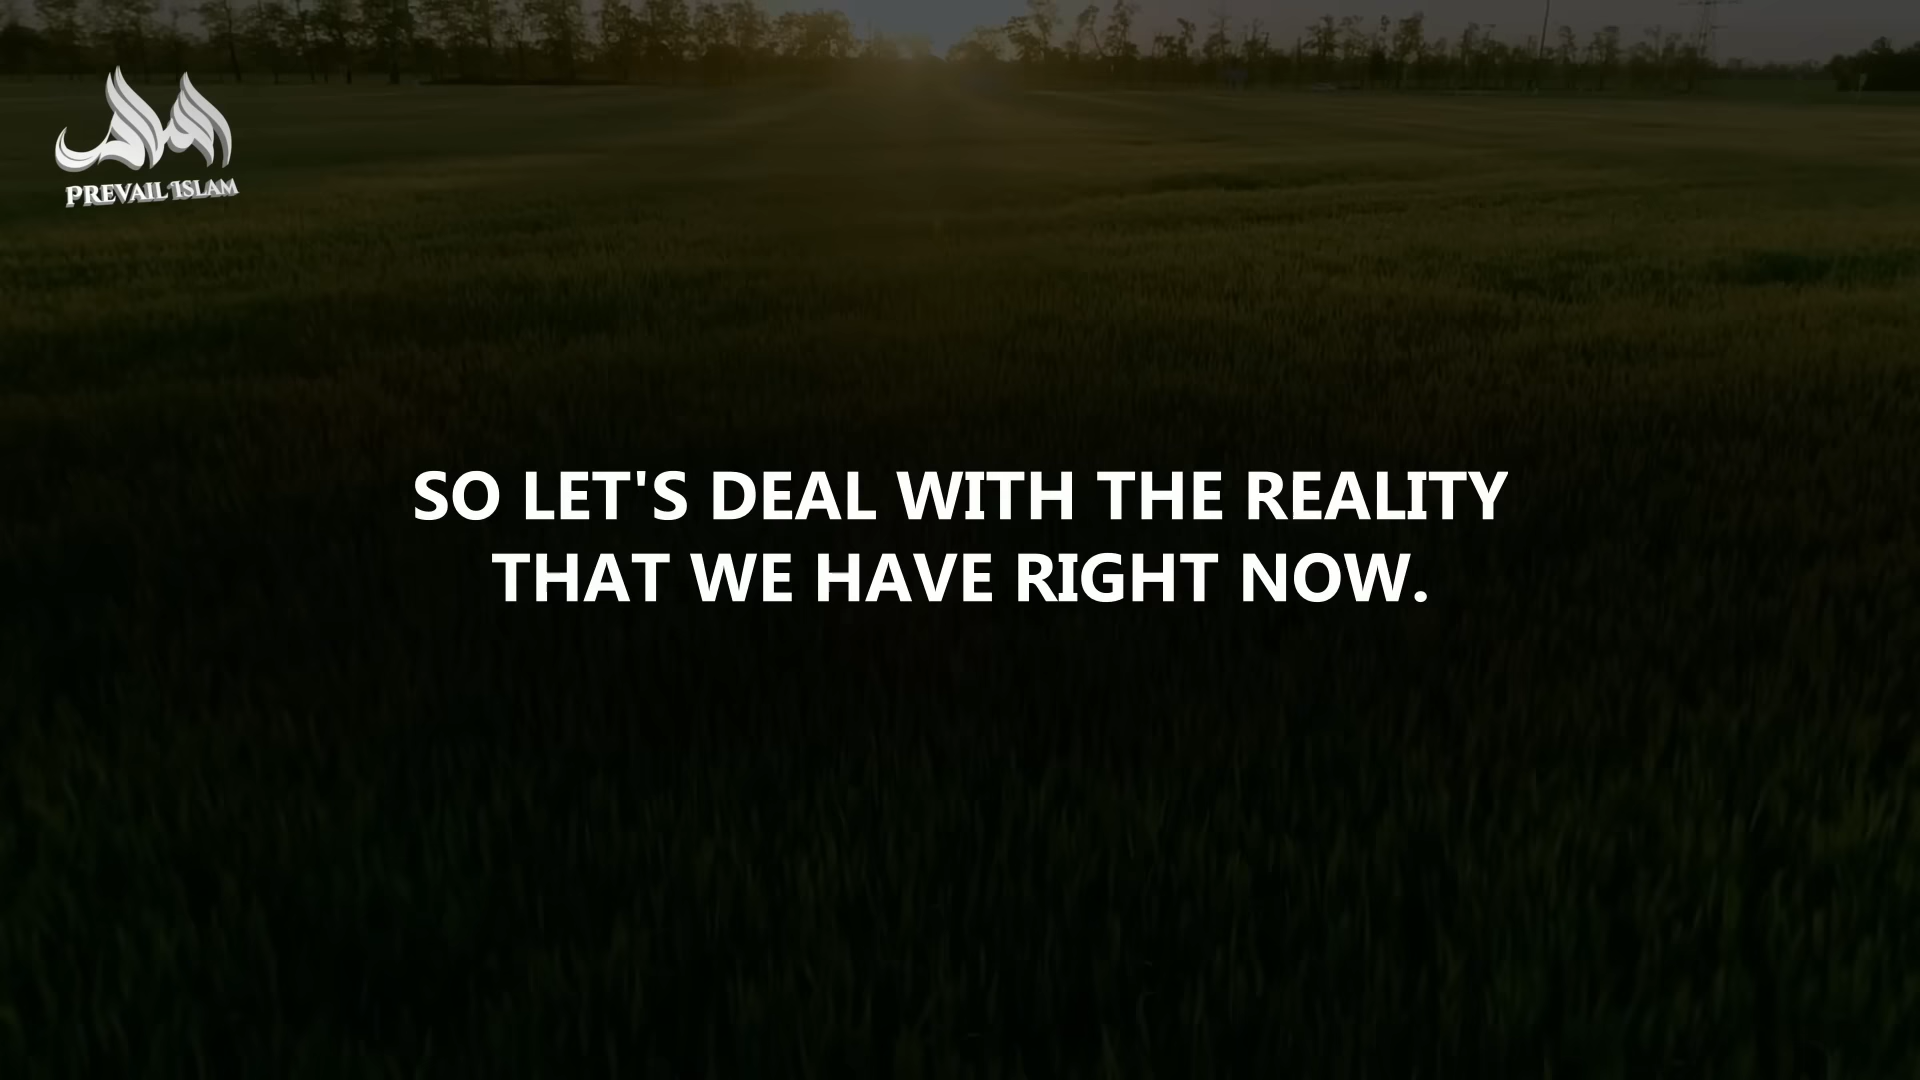 PREVAIL ISLAM
SO LET'S DEAL WITH THE REALITY
THAT WE HAVE RIGHT NOW.